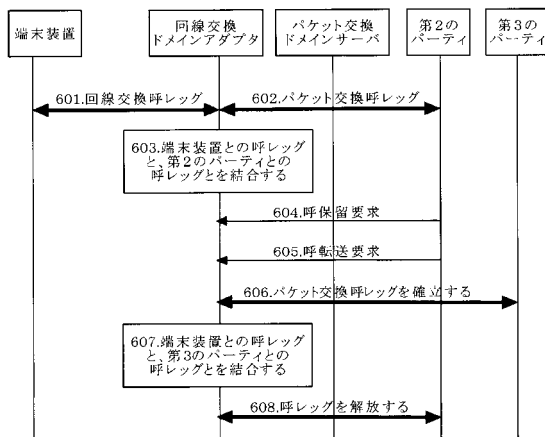 端末装置
回線交換
ドメインアダプタ
パケット交換
ドメインサーバ
第2の
パーティ
第3の
パーティ
601.回線交換呼レッグ
602.パケット交換呼レッグ
603.端末装置との呼レッグ
と、第2のパーティとの
呼レッグとを結合する
604.呼保留要求
605.呼転送要求
606.パケット交換呼レッグを確立する
607.端末装置との呼レッグ
と、第3のパーティとの
呼レッグとを結合する
608.呼レッグを解放する